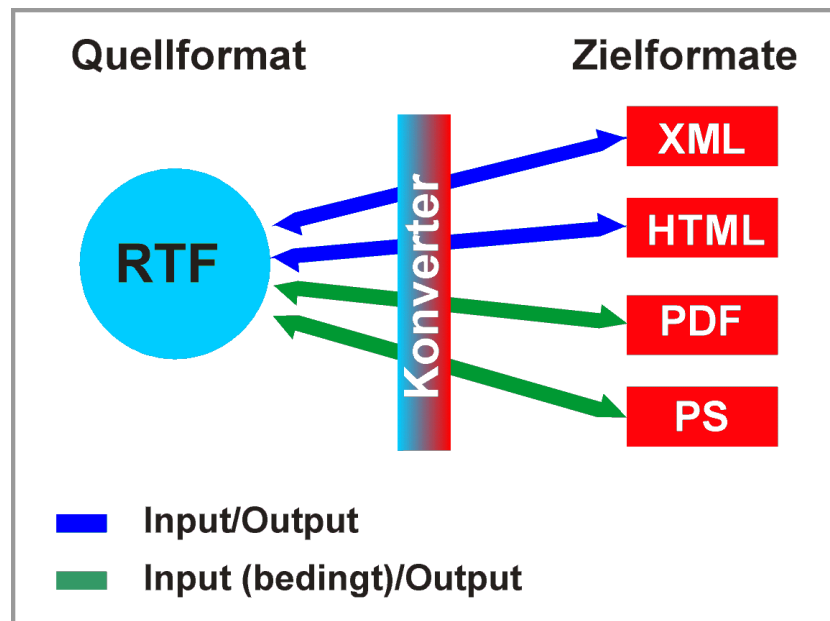 Quellformat
Zielformate
RTF
Konverter
XML
HTML
PDF
PS
Input/Output
Input (bedingt)/Output